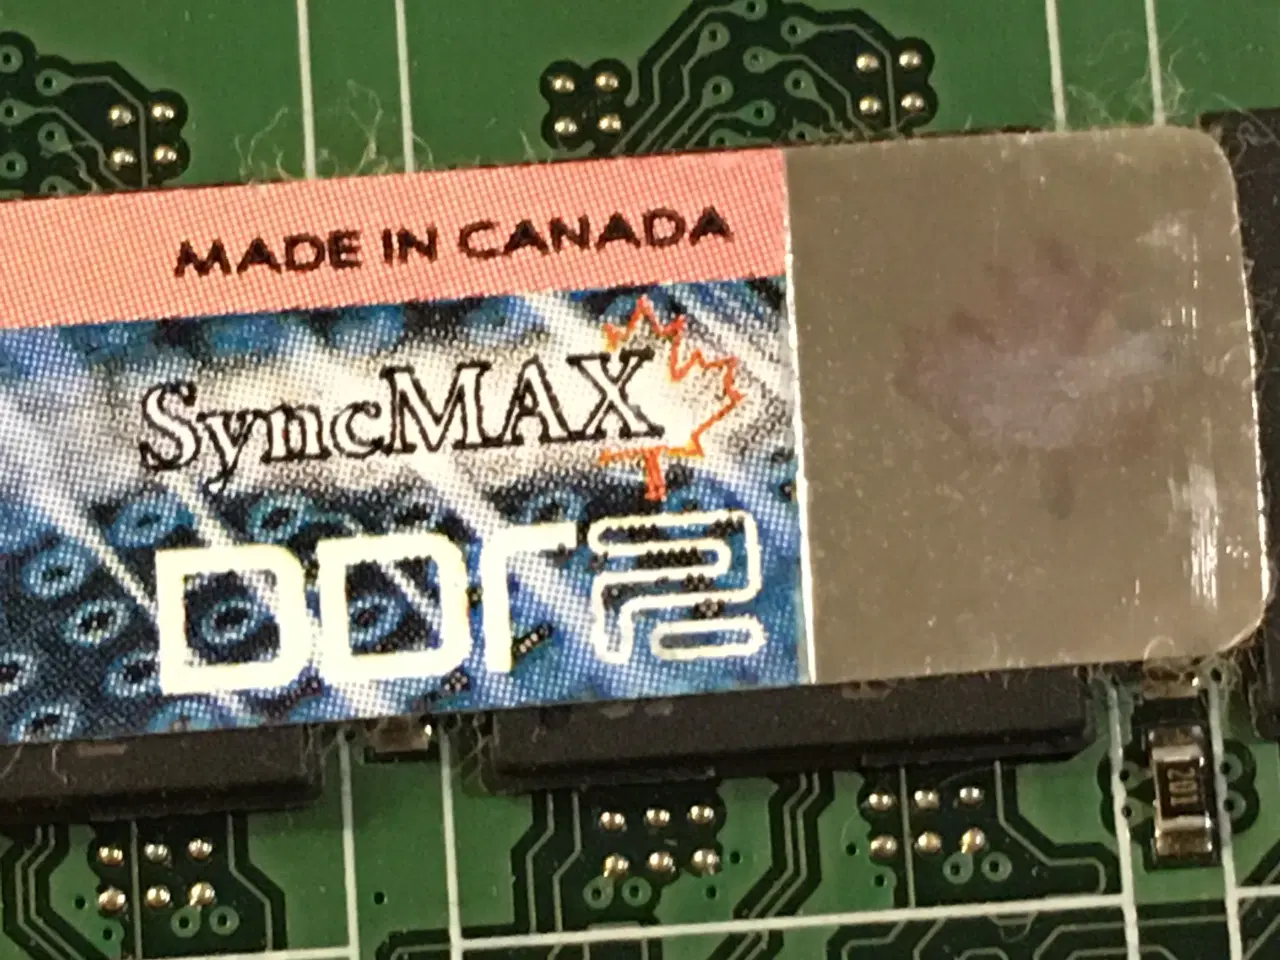 MADE IN CANADA
SyncMAX
DDr2
201